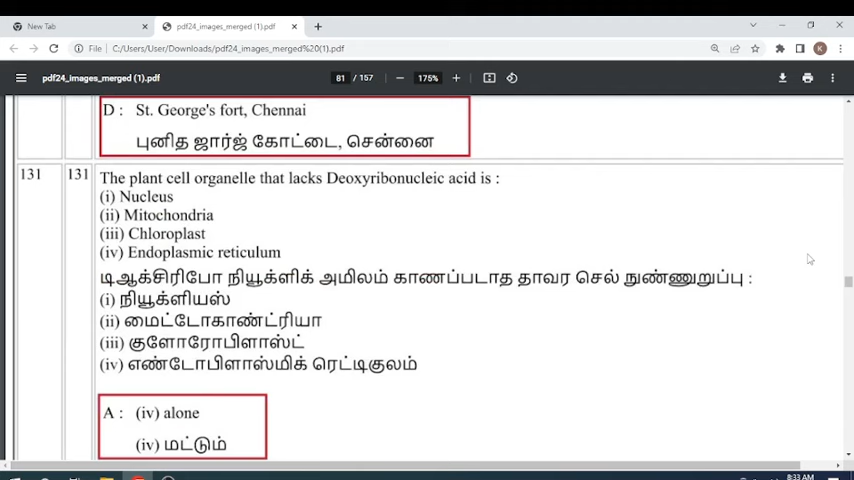 New Tab
pdf24_images_merged (1).pdf
File
C:/Users/User/Downloads/pdf24_images_merged%20(1).pdf
K
pdf24_images_merged (1).pdf
81 / 157
175%
D : St. George's fort, Chennai
புனித ஜார்ஜ் கோட்டை, சென்னை
131 131 The plant cell organelle that lacks Deoxyribonucleic acid is :
(i) Nucleus
(ii) Mitochondria
(iii) Chloroplast
(iv) Endoplasmic reticulum
டிஆக்சிரிபோ நியூக்ளிக் அமிலம் காணப்படாத தாவர செல் நுண்ணுறுப்பு :
(i) நியூக்ளியஸ்
(ii) மைட்டோகாண்ட்ரியா
(iii) குளோரோபிளாஸ்ட்
(iv) எண்டோபிளாஸ்மிக் ரெட்டிகுலம்
A : (iv) alone
(iv) மட்டும்
8:33 AM